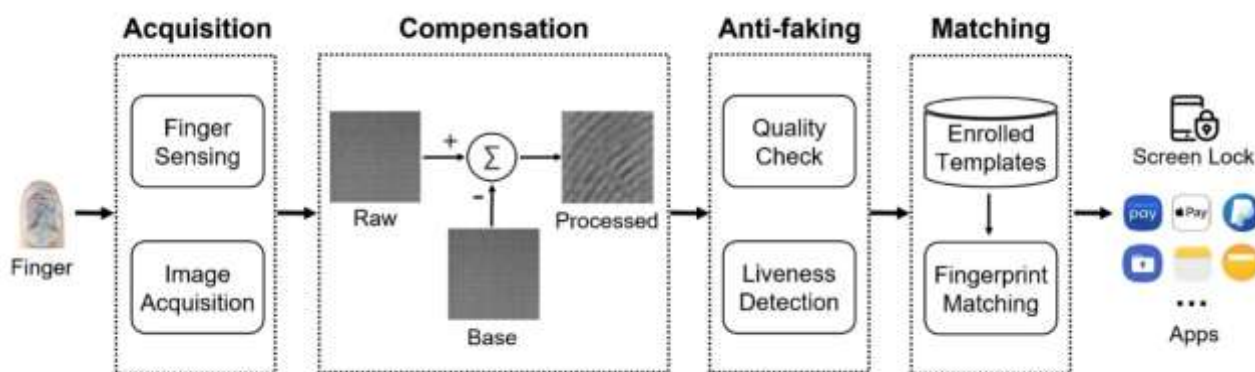 Acquisition
Compensation
Anti-faking
Matching
Finger
Sensing
Image
Acquisition
Finger
Raw
+
Σ
-
Base
Processed
Quality
Check
Liveness
Detection
Enrolled
Templates
Fingerprint
Matching
Screen Lock
pay
Pay
...
Apps